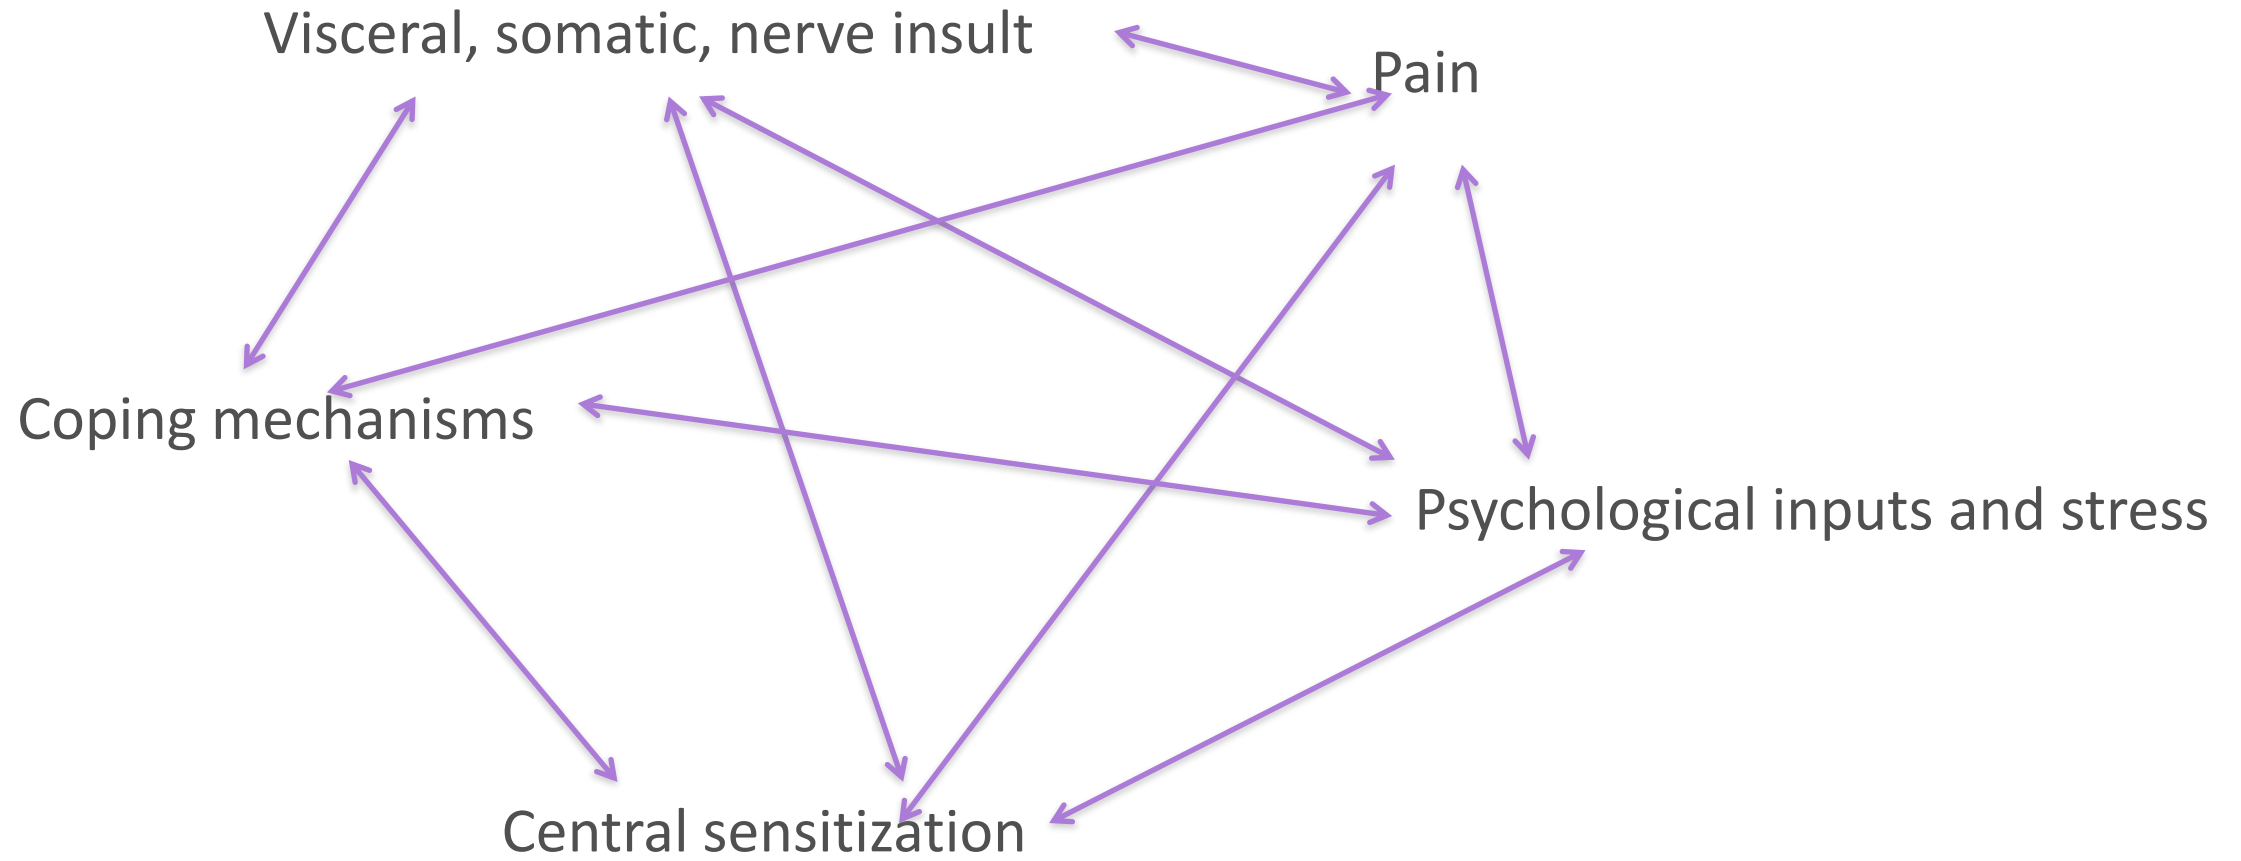 Visceral, somatic, nerve insult
Pain
Coping mechanisms
Psychological inputs and stress
Central sensitization